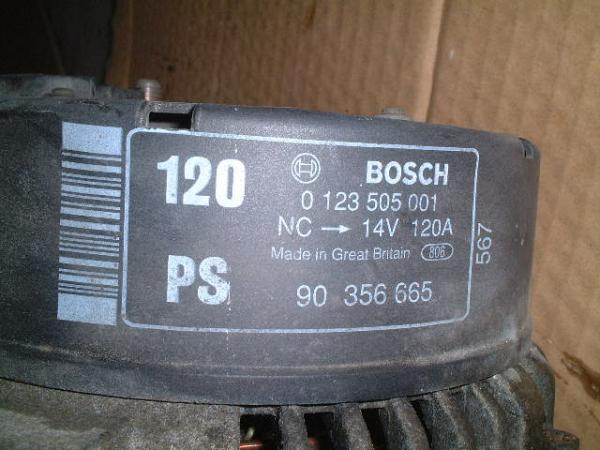 120
BOSCH
0 123 505 001
NC → 14V 120A
Made in Great Britain 806
PS
90 356 665
567